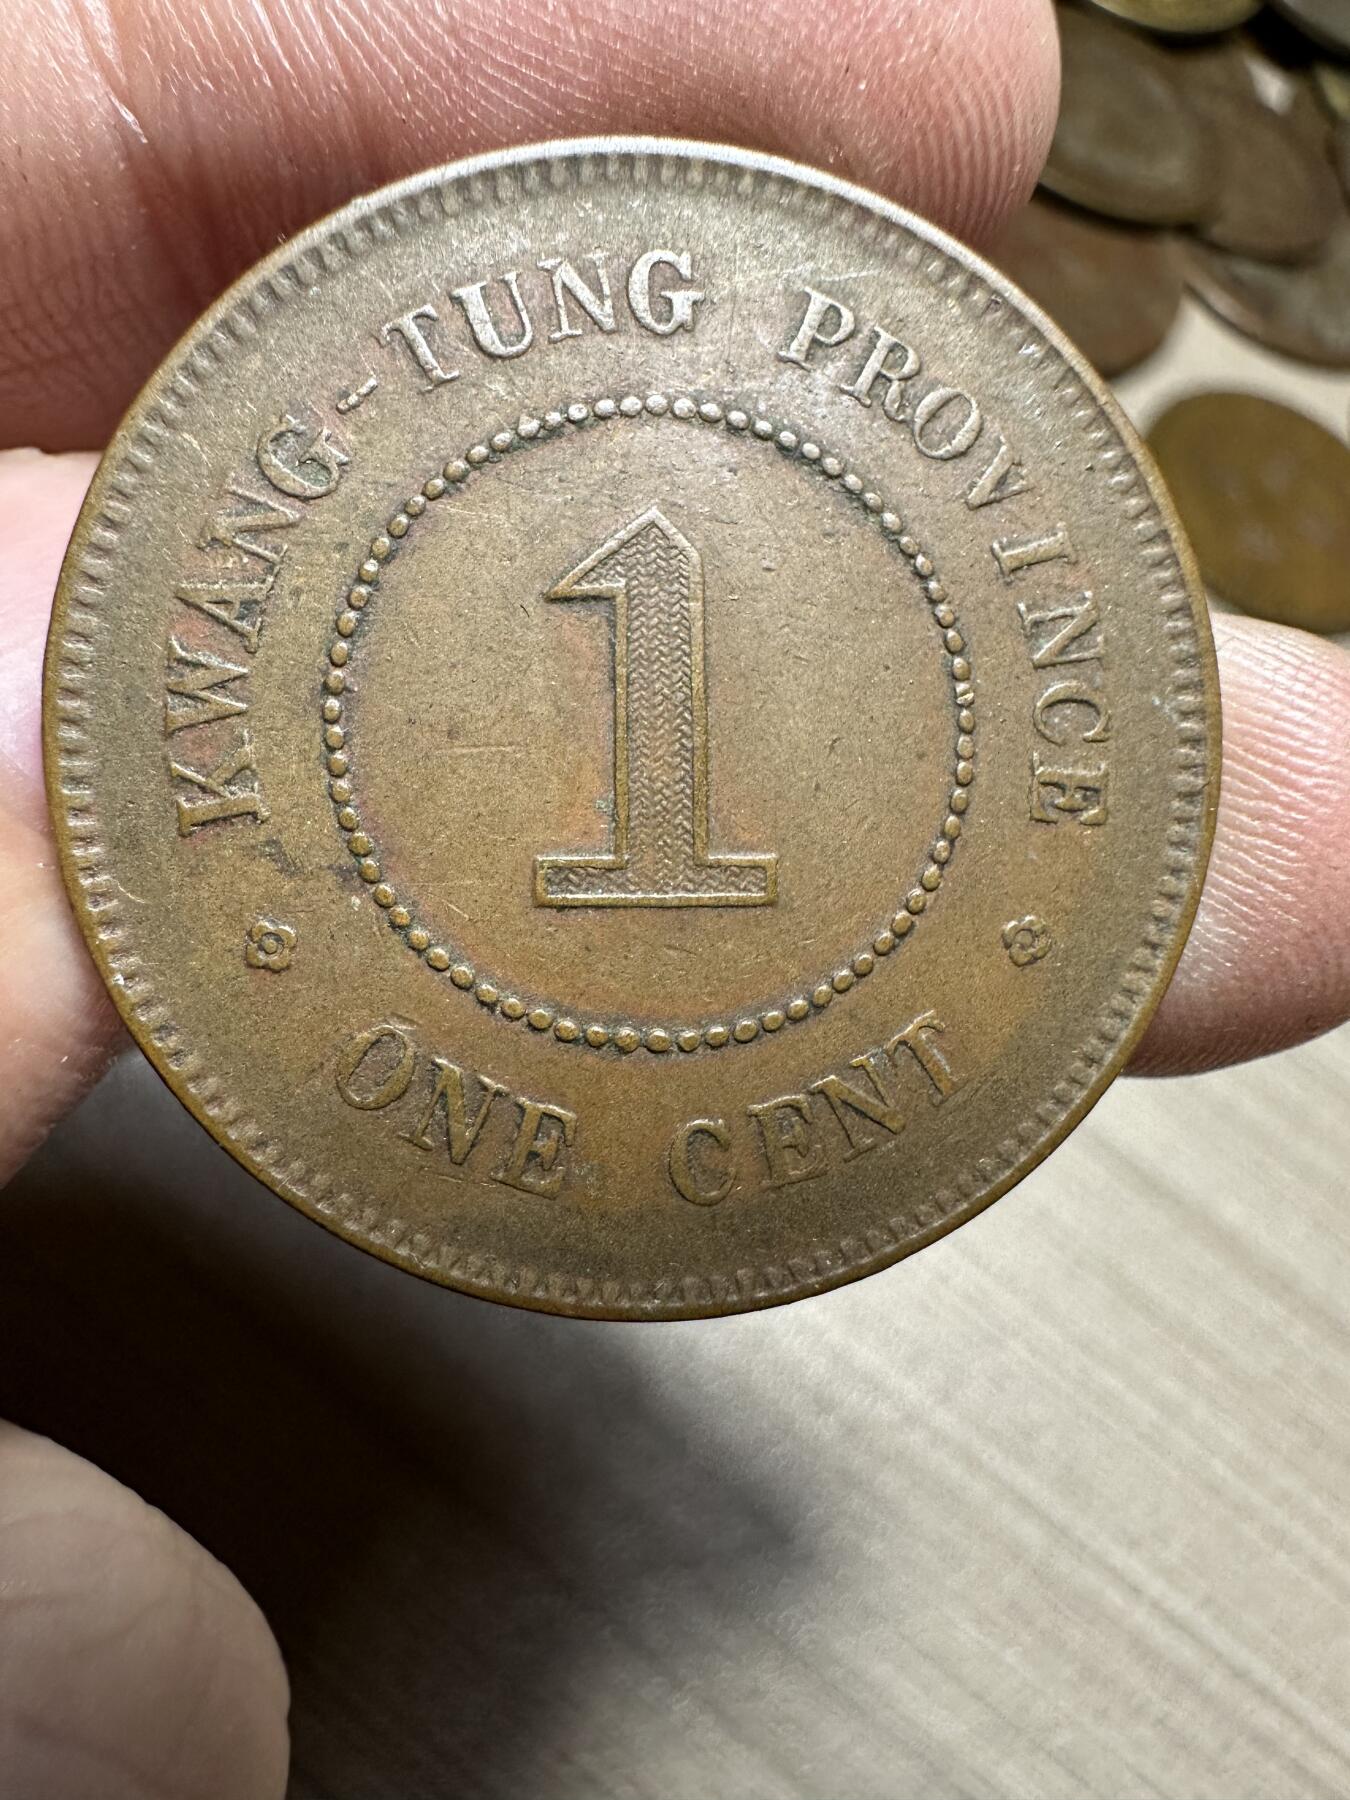 KWANG-TUNG PROVINCE
1
ONE CENT